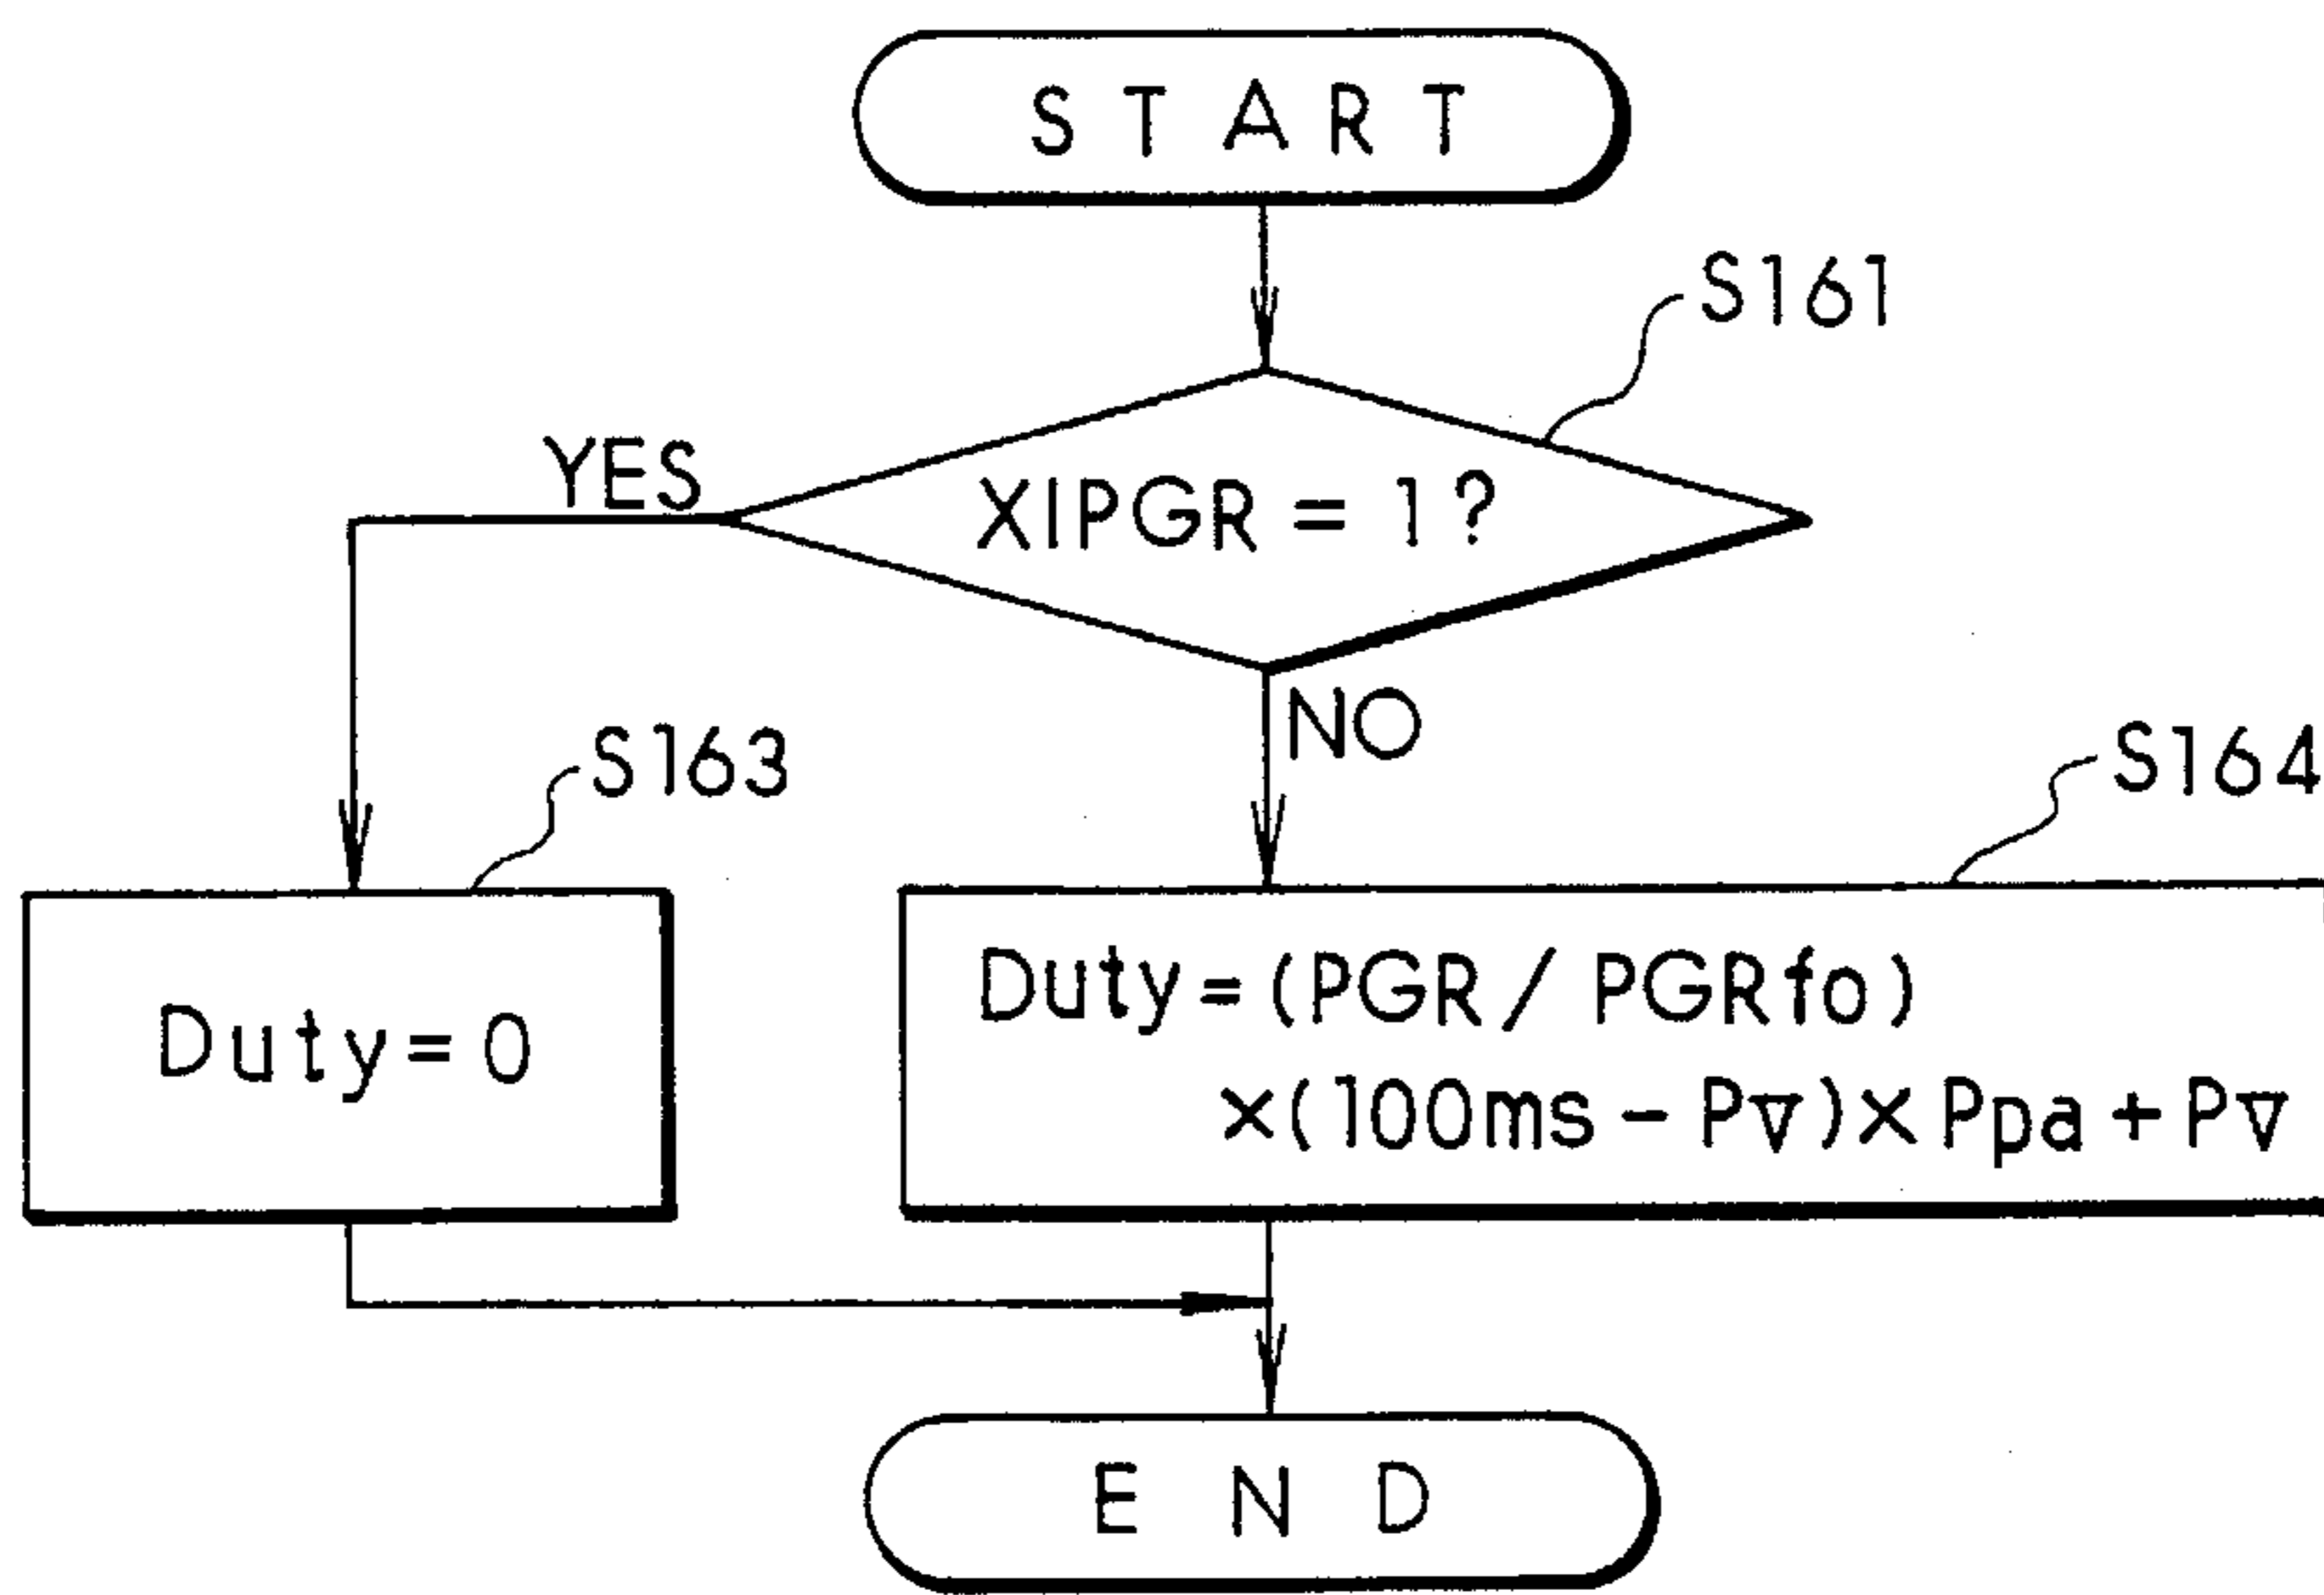 START
S161
YES
XIPGR = 1?
NO
S163
S164
Duty = 0
Duty = (PGR / PGRfo)
×(100ms - Pv) × Ppa + Pv
END